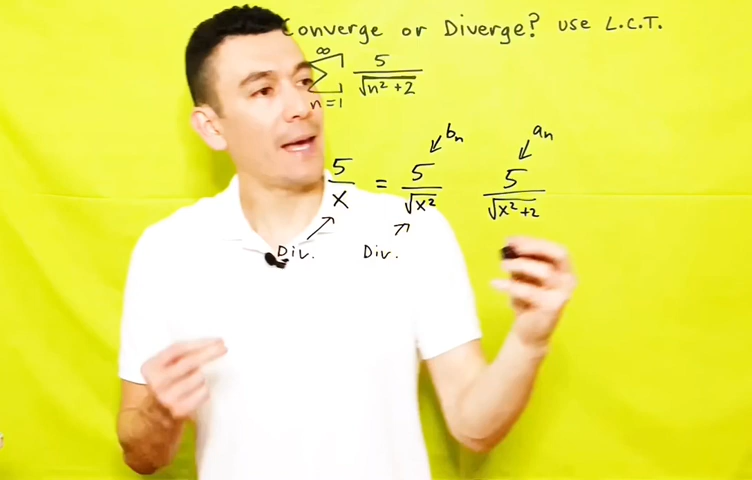 Converge or Diverge? use L.C.T.
∞
∑ 5/√(n²+2)
n=1
bₙ aₙ
5/x = 5/√(x²) 5/√(x²+2)
Div. Div.